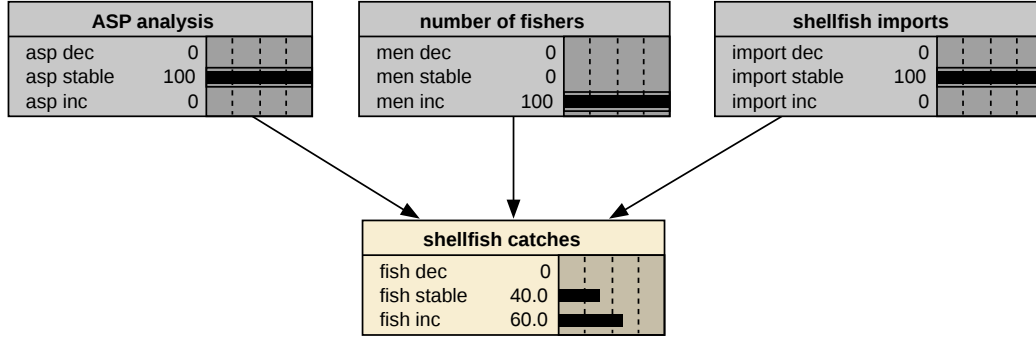 ASP analysis
asp dec 0
asp stable 100
asp inc 0
number of fishers
men dec 0
men stable 0
men inc 100
shellfish imports
import dec 0
import stable 100
import inc 0
shellfish catches
fish dec 0
fish stable 40.0
fish inc 60.0